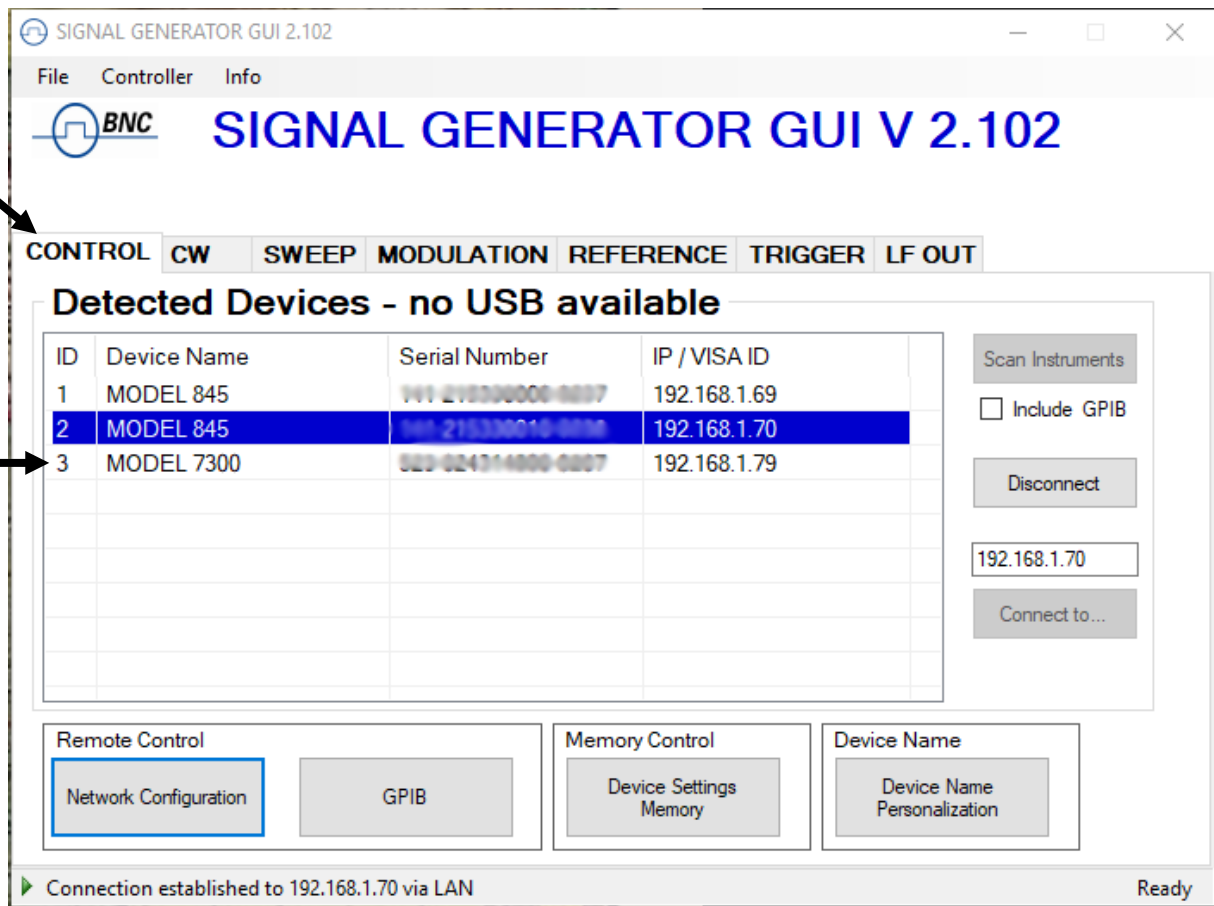 SIGNAL GENERATOR GUI 2.102
File Controller Info
BNC
SIGNAL GENERATOR GUI V 2.102
CONTROL CW SWEEP MODULATION REFERENCE TRIGGER LF OUT
Detected Devices - no USB available
ID Device Name Serial Number IP / VISA ID
1 MODEL 845 192.168.1.69
2 MODEL 845 192.168.1.70
3 MODEL 7300 192.168.1.79
Scan Instruments
Include GPIB
Disconnect
192.168.1.70
Connect to...
Remote Control
Network Configuration
GPIB
Memory Control
Device Settings
Memory
Device Name
Device Name
Personalization
Connection established to 192.168.1.70 via LAN
Ready